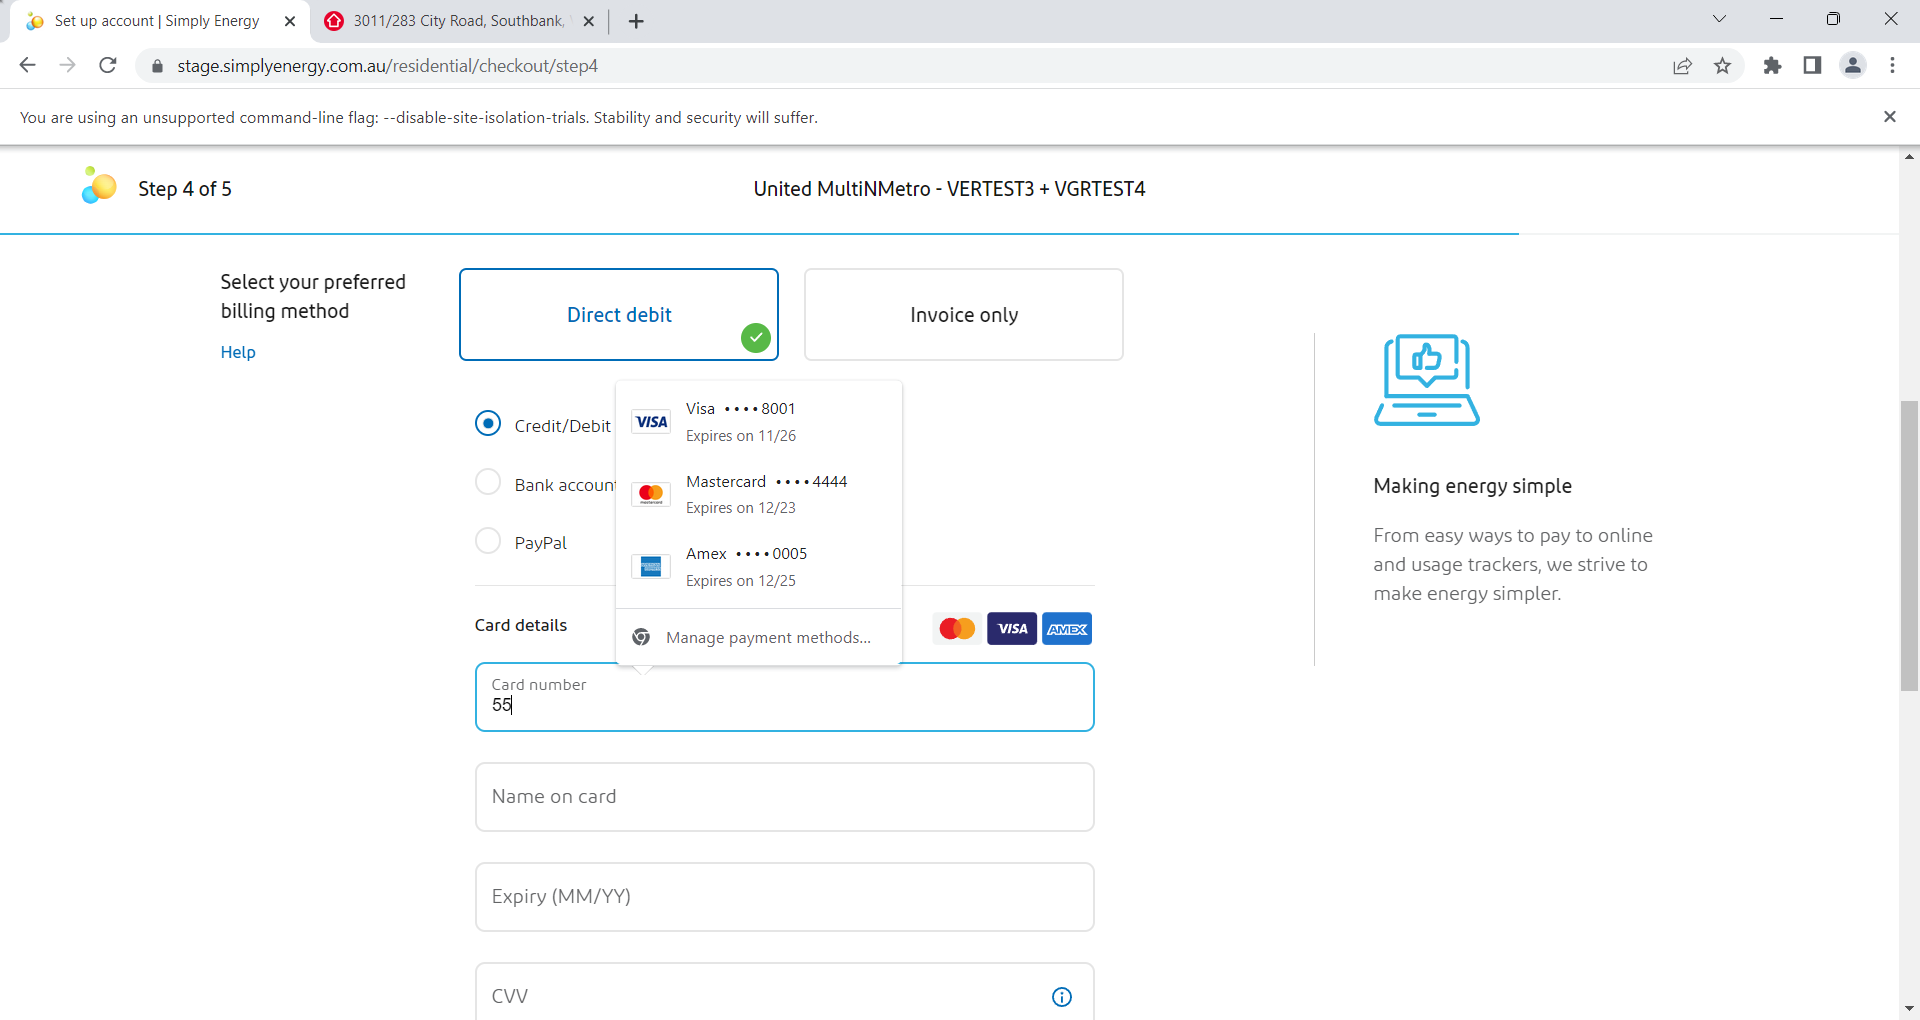 Set up account | Simply Energy
3011/283 City Road, Southbank,
stage.simplyenergy.com.au/residential/checkout/step4
You are using an unsupported command-line flag: --disable-site-isolation-trials. Stability and security will suffer.
Step 4 of 5
United MultiNMetro - VERTEST3 + VGRTEST4
Select your preferred
billing method
Help
Direct debit
Invoice only
Credit/Debit
Bank account
PayPal
VISA
Visa ••••8001
Expires on 11/26
Mastercard ••••4444
Expires on 12/23
Amex ••••0005
Expires on 12/25
Manage payment methods...
Card details
VISA
AMEX
Card number
55
Name on card
Expiry (MM/YY)
CVV
Making energy simple
From easy ways to pay to online
and usage trackers, we strive to
make energy simpler.